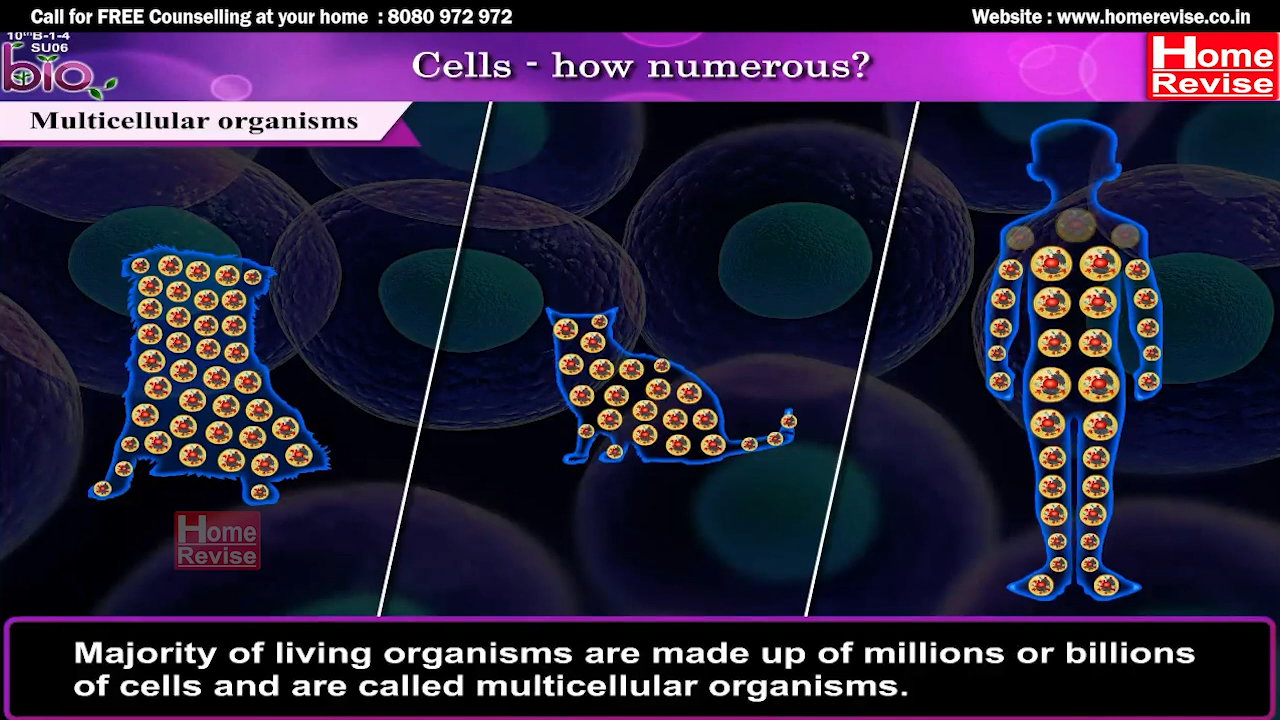 Call for FREE Counselling at your home : 8080 972 972
Website : www.homerevise.co.in
10thB-1-4
SU06
bio
Cells - how numerous?
Home
Revise
Multicellular organisms
Home
Revise
Majority of living organisms are made up of millions or billions
of cells and are called multicellular organisms.